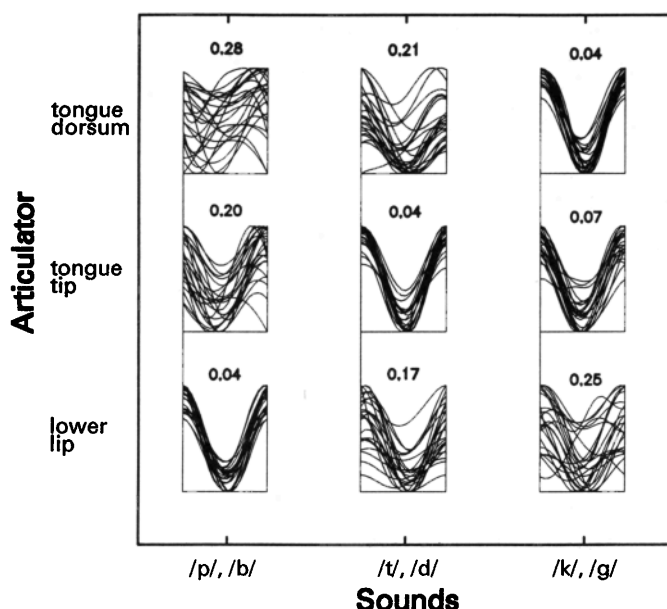 0.28 0.21 0.04
tongue
dorsum
0.20 0.04 0.07
tongue
tip
0.04 0.17 0.25
lower
lip
Articulator
/p/, /b/ /t/, /d/ /k/, /g/
Sounds